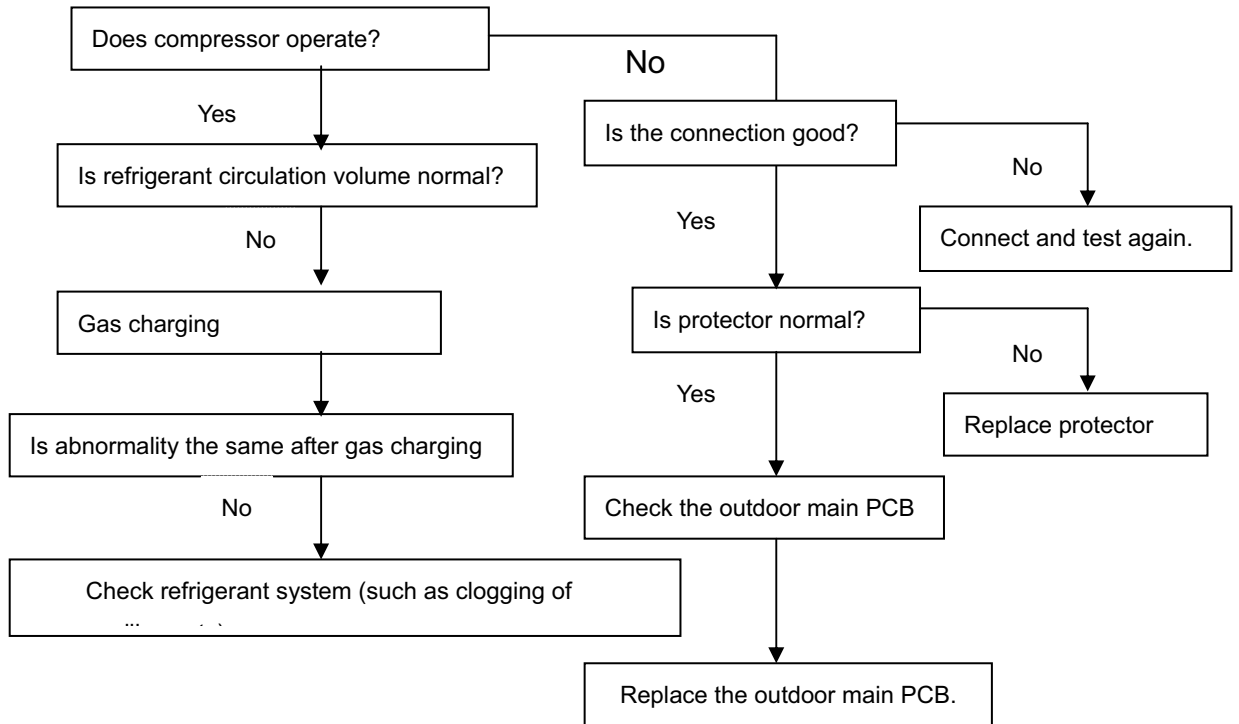 Does compressor operate?
No
Yes
Is the connection good?
Is refrigerant circulation volume normal?
No
Yes
No
Connect and test again.
Gas charging
Is protector normal?
No
Yes
Is abnormality the same after gas charging
Replace protector
No
Check the outdoor main PCB
Check refrigerant system (such as clogging of
Replace the outdoor main PCB.